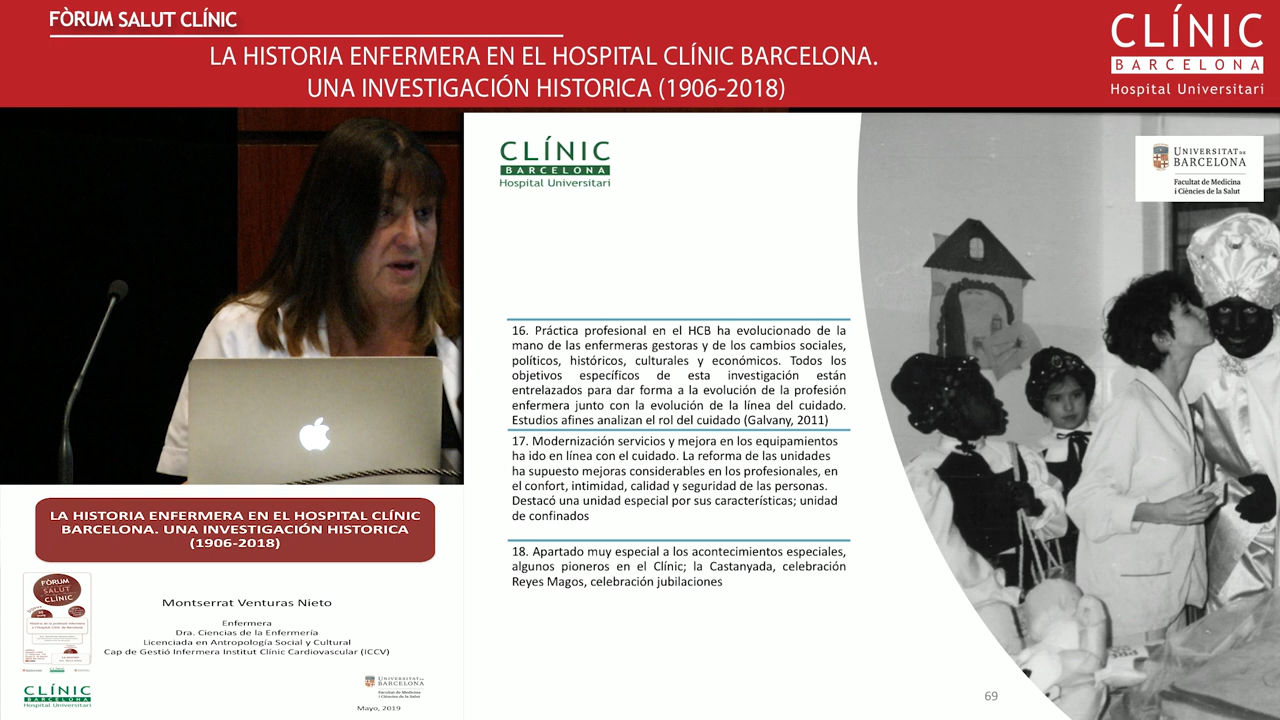 FÒRUM SALUT CLÍNIC
LA HISTORIA ENFERMERA EN EL HOSPITAL CLÍNIC BARCELONA.
UNA INVESTIGACIÓN HISTORICA (1906-2018)
CLÍNIC
BARCELONA
Hospital Universitari
CLÍNIC
BARCELONA
Hospital Universitari
UNIVERSITAT DE
BARCELONA
Facultat de Medicina
i Ciències de la Salut
16. Práctica profesional en el HCB ha evolucionado de la
mano de las enfermeras gestoras y de los cambios sociales,
políticos, históricos, culturales y económicos. Todos los
objetivos específicos de esta investigación están
entrelazados para dar forma a la evolución de la profesión
enfermera junto con la evolución de la línea del cuidado.
Estudios afines analizan el rol del cuidado (Galvany, 2011)
17. Modernización servicios y mejora en los equipamientos
ha ido en línea con el cuidado. La reforma de las unidades
ha supuesto mejoras considerables en los profesionales, en
el confort, intimidad, calidad y seguridad de las personas.
Destacó una unidad especial por sus características; unidad
de confinados
18. Apartado muy especial a los acontecimientos especiales,
algunos pioneros en el Clínic; la Castanyada, celebración
Reyes Magos, celebración jubilaciones
69
LA HISTORIA ENFERMERA EN EL HOSPITAL CLÍNIC
BARCELONA. UNA INVESTIGACIÓN HISTORICA
(1906-2018)
FÒRUM
SALUT
CLÍNIC
Montserrat Venturas Nieto
Enfermera
Dra. Ciencias de la Enfermería
Licenciada en Antropología Social y Cultural
Cap de Gestió Infermera Institut Clínic Cardiovascular (ICCV)
CLÍNIC
BARCELONA
Hospital Universitari
UNIVERSITAT DE
BARCELONA
Facultat de Medicina
i Ciències de la Salut
Mayo, 2019